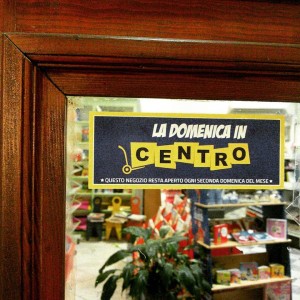 LA DOMENICA IN
CENTRO
★ QUESTO NEGOZIO RESTA APERTO OGNI SECONDA DOMENICA DEL MESE ★